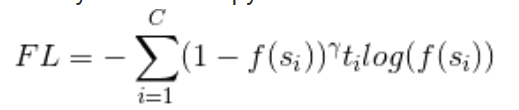 FL = -\sum_{i=1}^{C}(1 - f(s_i))^{\gamma} t_i log(f(s_i))